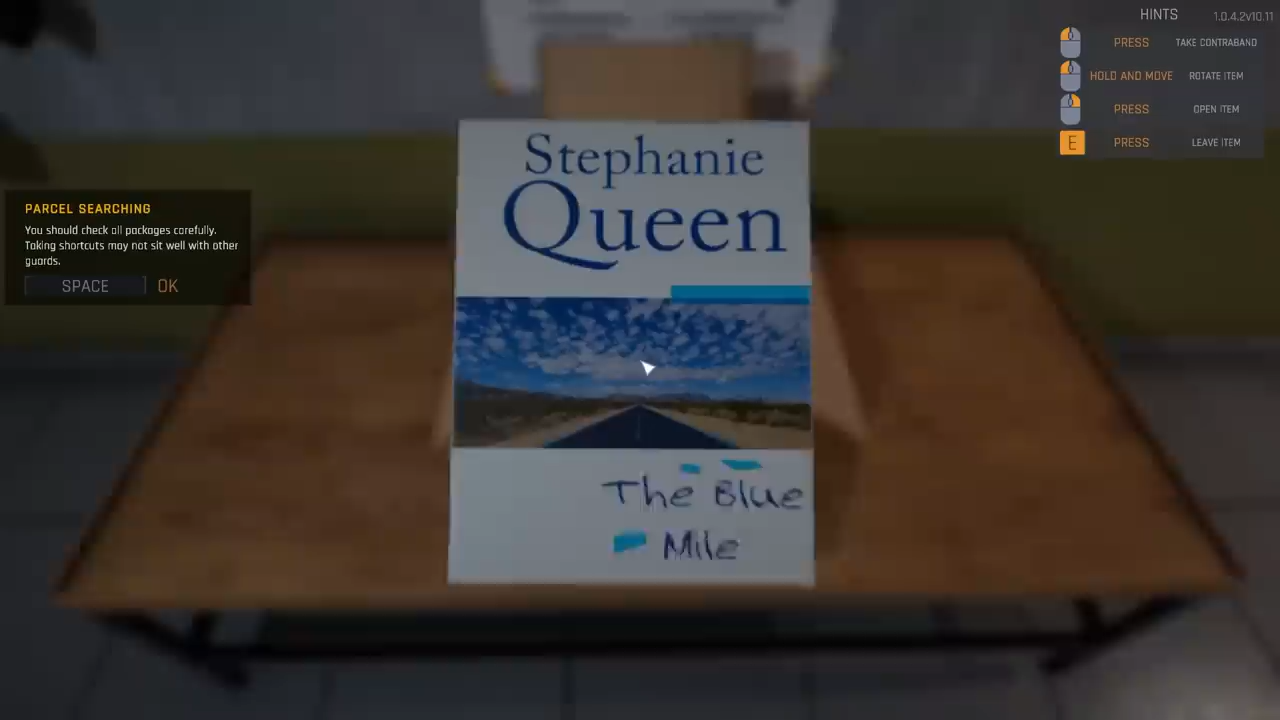 HINTS
1.0.4.2v10.11
PRESS TAKE CONTRABAND
HOLD AND MOVE ROTATE ITEM
PRESS OPEN ITEM
E PRESS LEAVE ITEM
PARCEL SEARCHING
You should check all packages carefully.
Taking shortcuts may not sit well with other
guards.
SPACE OK
Stephanie
Queen
The Blue
Mile